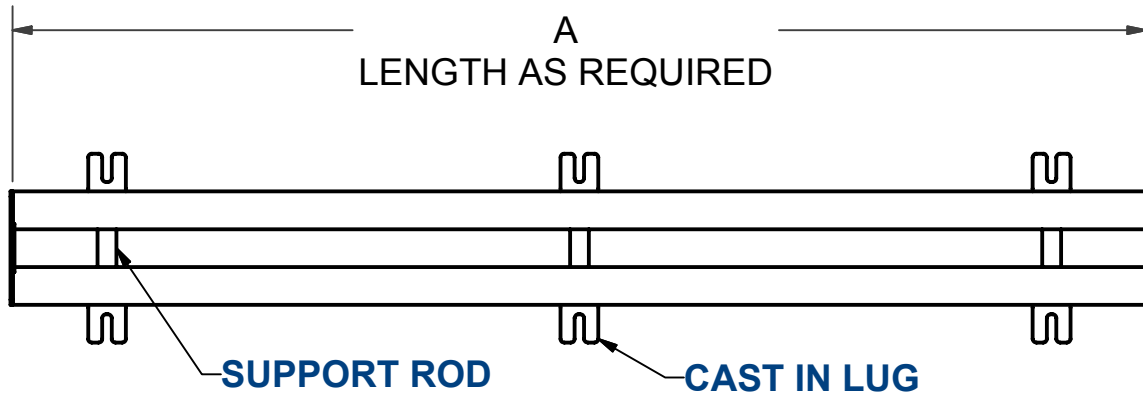 A
LENGTH AS REQUIRED
SUPPORT ROD
CAST IN LUG